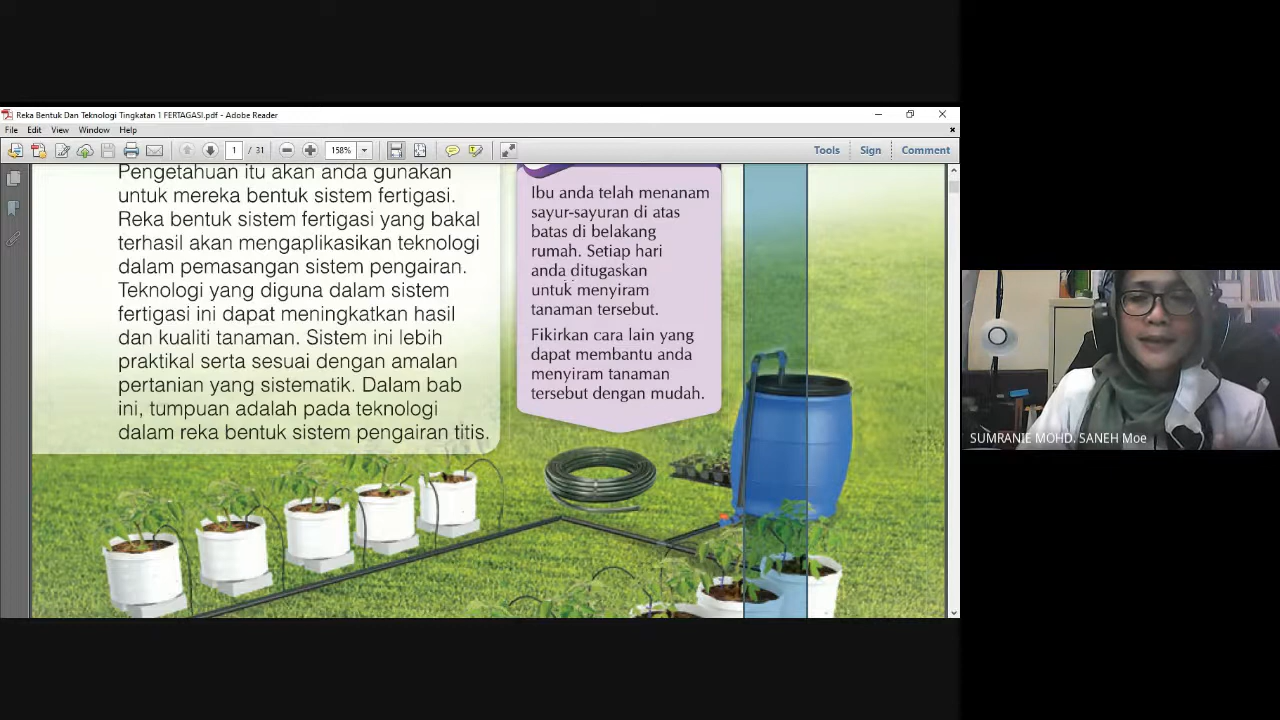 Reka Bentuk Dan Teknologi Tingkatan 1 FERTAGASI.pdf - Adobe Reader
File Edit View Window Help
1 / 31 158% Tools Sign Comment
Pengetahuan itu akan anda gunakan
untuk mereka bentuk sistem fertigasi.
Reka bentuk sistem fertigasi yang bakal
terhasil akan mengaplikasikan teknologi
dalam pemasangan sistem pengairan.
Teknologi yang diguna dalam sistem
fertigasi ini dapat meningkatkan hasil
dan kualiti tanaman. Sistem ini lebih
praktikal serta sesuai dengan amalan
pertanian yang sistematik. Dalam bab
ini, tumpuan adalah pada teknologi
dalam reka bentuk sistem pengairan titis.
Ibu anda telah menanam
sayur-sayuran di atas
batas di belakang
rumah. Setiap hari
anda ditugaskan
untuk menyiram
tanaman tersebut.
Fikirkan cara lain yang
dapat membantu anda
menyiram tanaman
tersebut dengan mudah.
SUMRANIE MOHD. SANEH Moe